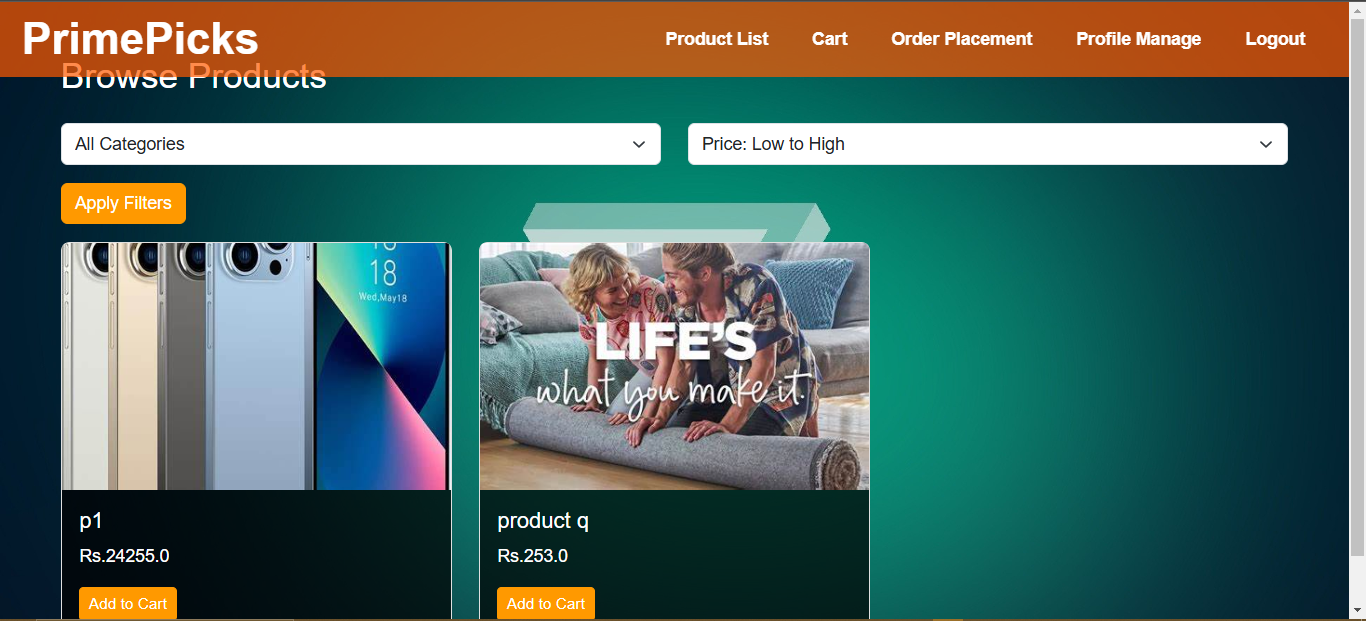 PrimePicks
Product List
Cart
Order Placement
Profile Manage
Logout
Browse Products
All Categories
Price: Low to High
Apply Filters
18
Wed,May18
LIFE'S
what you make it.
p1
product q
Rs.24255.0
Rs.253.0
Add to Cart
Add to Cart